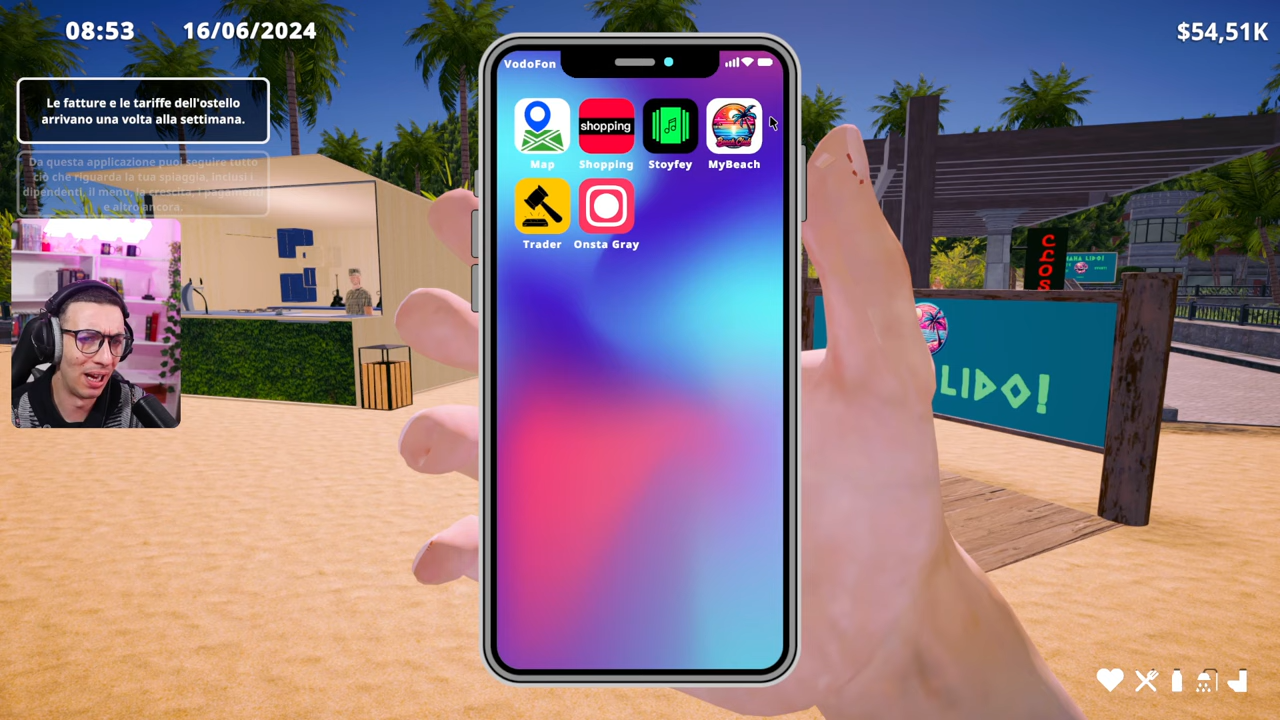 08:53
16/06/2024
$54,51K
Le fatture e le tariffe dell'ostello
arrivano una volta alla settimana.
Da questa applicazione puoi seguire tutto
ciò che riguarda la tua spiaggia, inclusi i
dipendenti, il menu, la crescita, i pagamenti
e altro ancora.
VodoFon
shopping
Map
Shopping
Stoyfey
MyBeach
Trader
Onsta Gray
CLOS
LIDO!
LIDO!